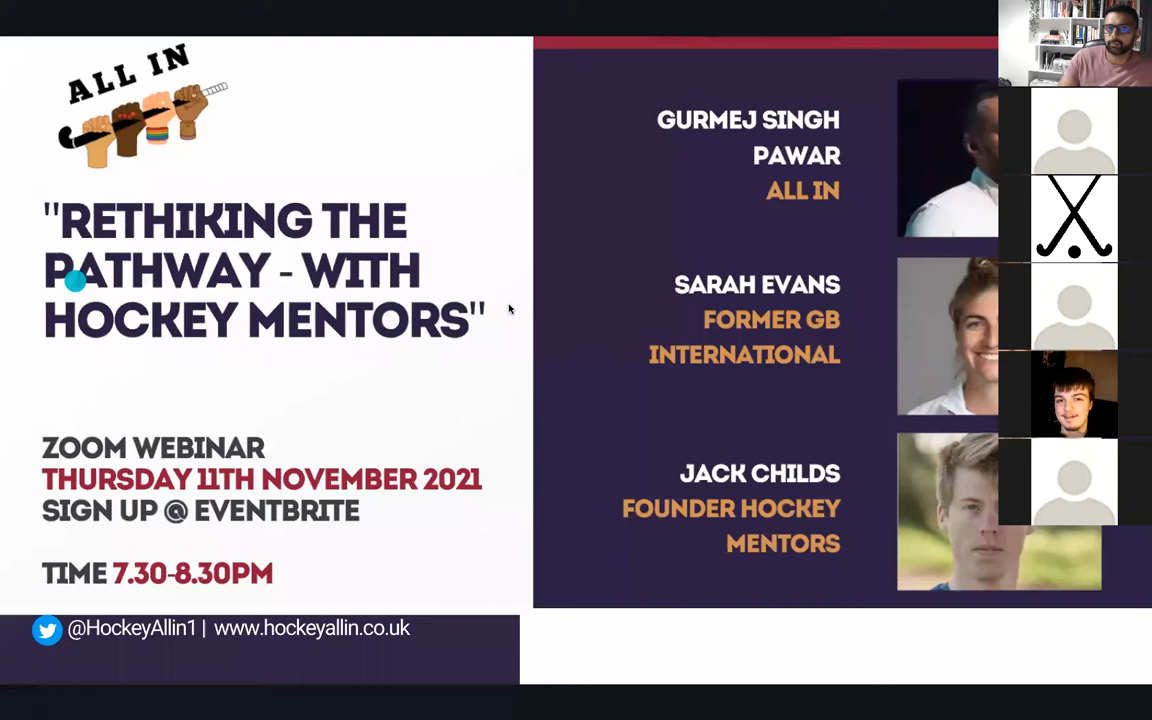 ALL IN
"RETHIKING THE
PATHWAY - WITH
HOCKEY MENTORS"
ZOOM WEBINAR
THURSDAY 11TH NOVEMBER 2021
SIGN UP @ EVENTBRITE
TIME 7.30-8.30PM
@HockeyAllin1 | www.hockeyallin.co.uk
GURMEJ SINGH
PAWAR
ALL IN
SARAH EVANS
FORMER GB
INTERNATIONAL
JACK CHILDS
FOUNDER HOCKEY
MENTORS